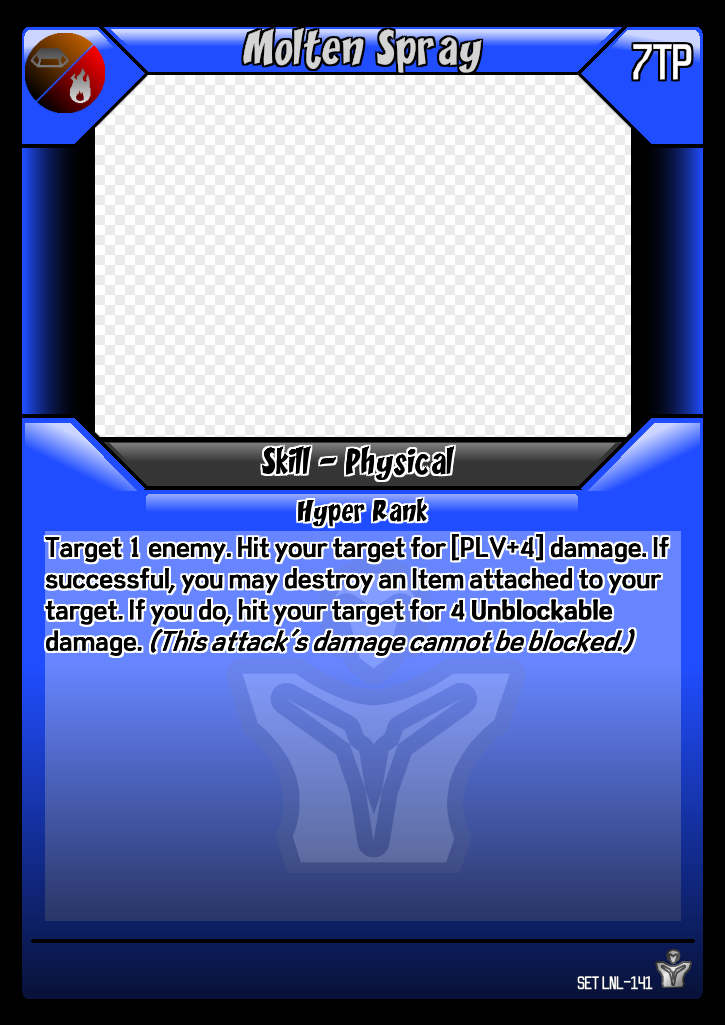 Molten Spray
7TP
Skill - Physical
Hyper Rank
Target 1 enemy. Hit your target for [PLV+4] damage. If
successful, you may destroy an Item attached to your
target. If you do, hit your target for 4 Unblockable
damage. (This attack's damage cannot be blocked.)
SET LNL-141